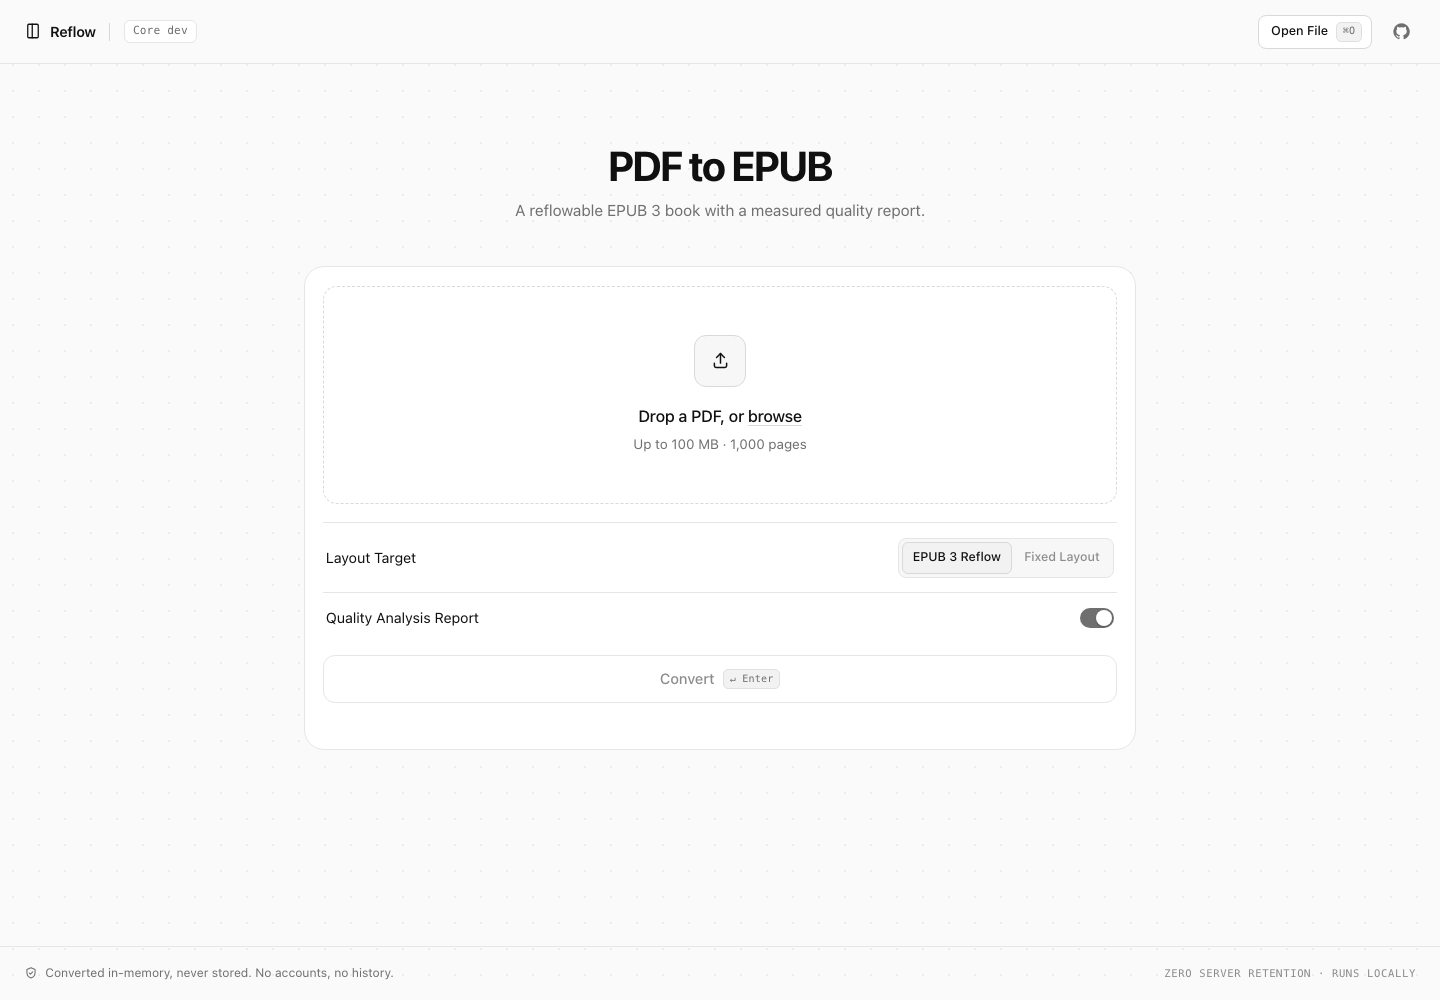 Reflow
Core dev
Open File ⌘O
PDF to EPUB
A reflowable EPUB 3 book with a measured quality report.
Drop a PDF, or browse
Up to 100 MB · 1,000 pages
Layout Target
EPUB 3 Reflow
Fixed Layout
Quality Analysis Report
Convert ↵ Enter
Converted in-memory, never stored. No accounts, no history.
ZERO SERVER RETENTION · RUNS LOCALLY